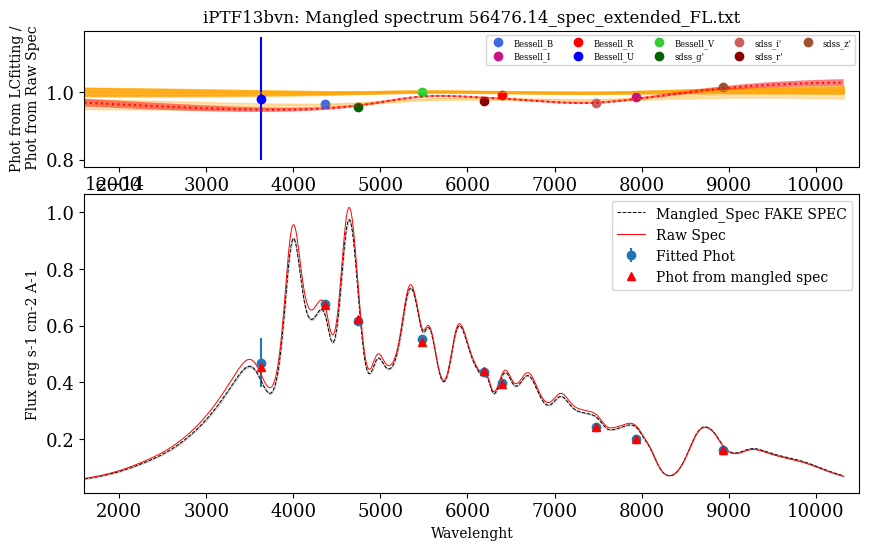 iPTF13bvn: Mangled spectrum 56476.14_spec_extended_FL.txt
Phot from LCfitting /
Phot from Raw Spec
1.0
0.8
Bessell_B
Bessell_I
Bessell_R
Bessell_U
Bessell_V
sdss_g'
sdss_i'
sdss_r'
sdss_z'
2000 3000 4000 5000 6000 7000 8000 9000 10000
1e−14
Flux erg s-1 cm-2 A-1
1.0
0.8
0.6
0.4
0.2
Mangled_Spec FAKE SPEC
Raw Spec
Fitted Phot
Phot from mangled spec
2000 3000 4000 5000 6000 7000 8000 9000 10000
Wavelenght